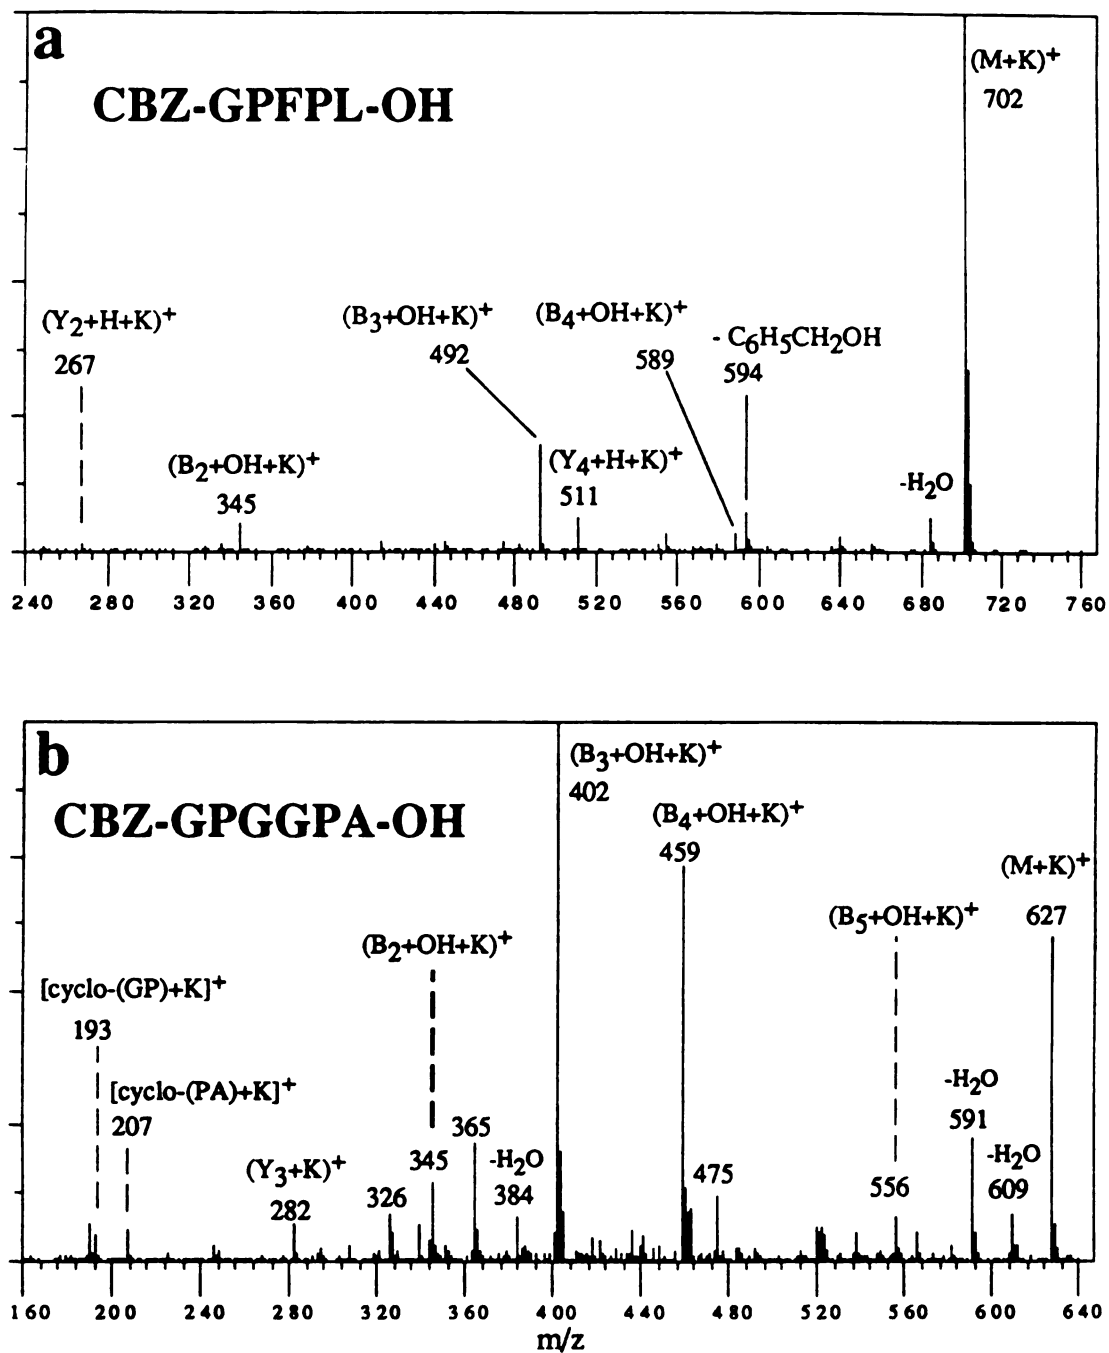 a
(M+K)+
702
CBZ-GPFPL-OH
(Y2+H+K)+
267
(B3+OH+K)+
492
(B4+OH+K)+
589
- C6H5CH2OH
594
(B2+OH+K)+
345
(Y4+H+K)+
511
-H2O
240 280 320 360 400 440 480 520 560 600 640 680 720 760
b
(B3+OH+K)+
402
CBZ-GPGGPA-OH
(B4+OH+K)+
459
(M+K)+
627
(B5+OH+K)+
556
(B2+OH+K)+
345
[cyclo-(GP)+K]+
193
[cyclo-(PA)+K]+
207
365
-H2O
591
(Y3+K)+
282
326
-H2O
384
475
-H2O
609
160 200 240 280 320 360 400 440 480 520 560 600 640
m/z